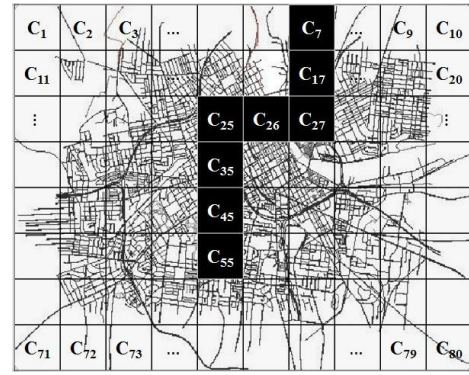 C1 C2 C3 ... C7 ... C9 C10
C11 ... C17 C20
⋮ C25 C26 C27 ⋮
C35
C45
C55
C71 C72 C73 ... ... C79 C80